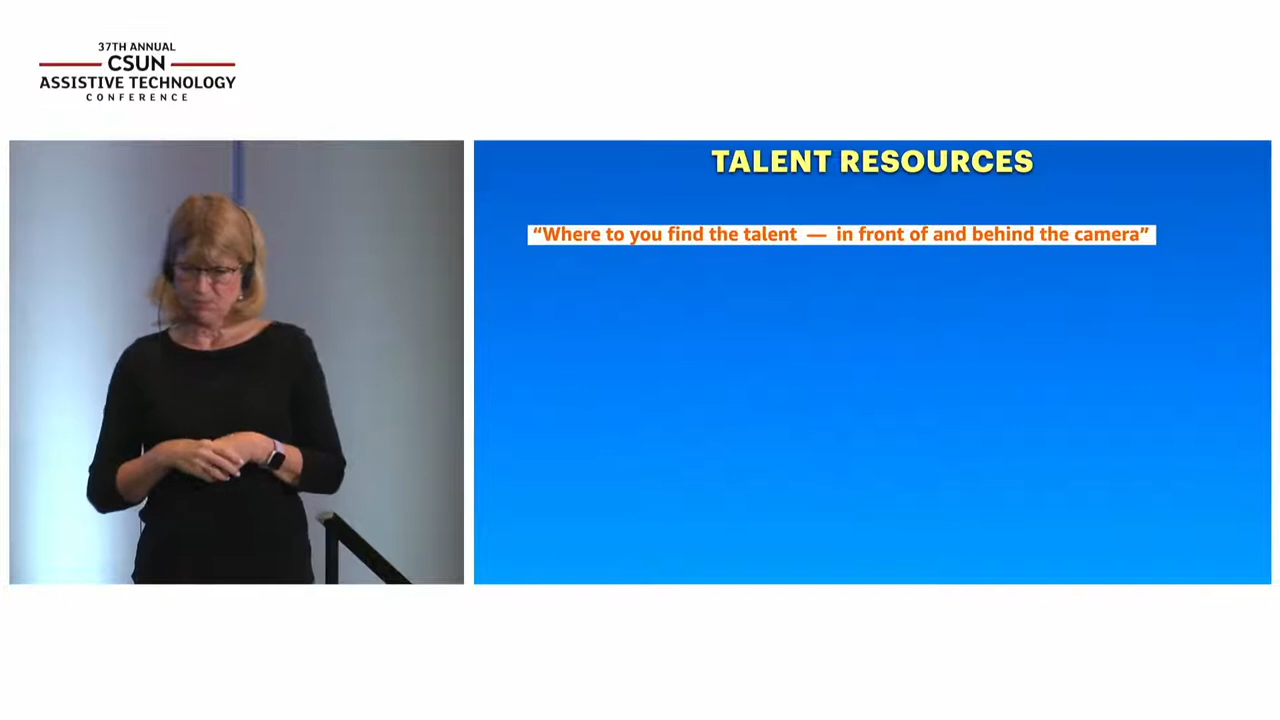 37TH ANNUAL
CSUN
ASSISTIVE TECHNOLOGY
CONFERENCE
TALENT RESOURCES
“Where to you find the talent — in front of and behind the camera”